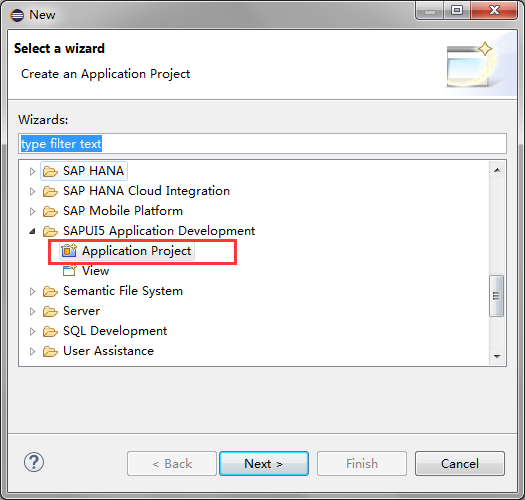 New
Select a wizard
Create an Application Project
Wizards:
type filter text
SAP HANA
SAP HANA Cloud Integration
SAP Mobile Platform
SAPUI5 Application Development
Application Project
View
Semantic File System
Server
SQL Development
User Assistance
?
< Back
Next >
Finish
Cancel